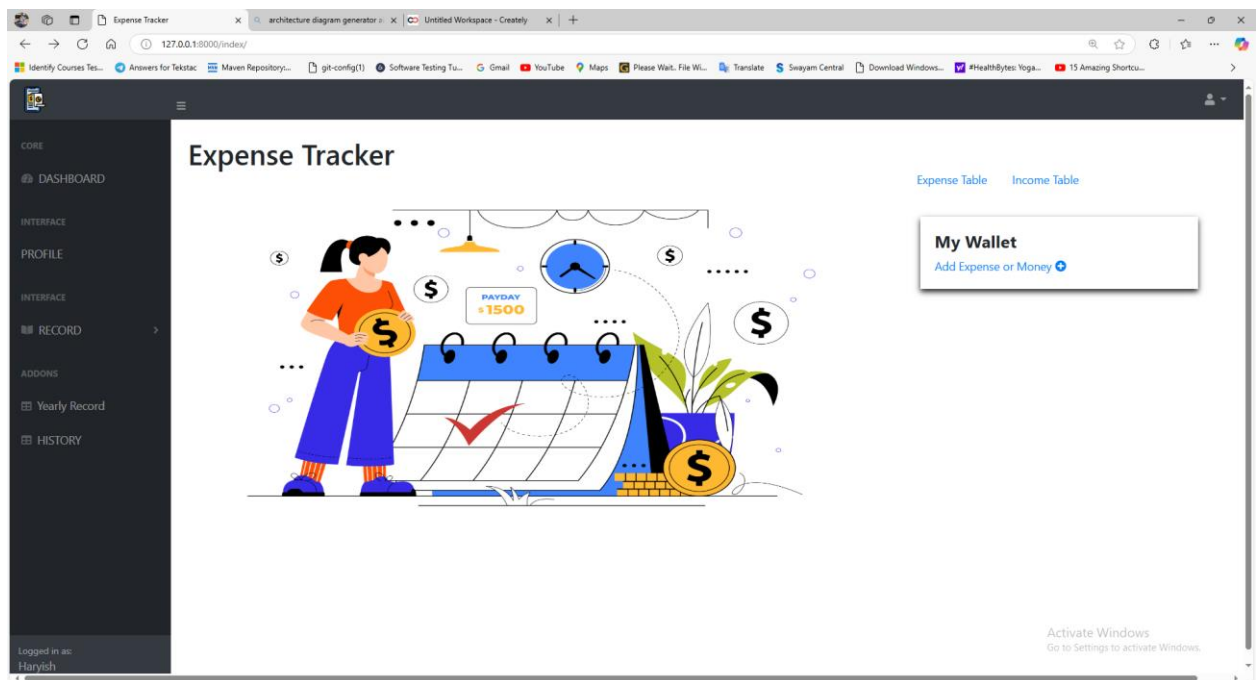 Expense Tracker
architecture diagram generator a
Untitled Workspace - Creately
127.0.0.1:8000/index/
Identify Courses Tes...
Answers for Tekstac
Maven Repository:...
git-config(1)
Software Testing Tu...
Gmail
YouTube
Maps
Please Wait.. File Wi...
Translate
Swayam Central
Download Windows...
#HealthBytes: Yoga...
15 Amazing Shortcu...
CORE
DASHBOARD
INTERFACE
PROFILE
INTERFACE
RECORD
ADDONS
Yearly Record
HISTORY
Logged in as:
Haryish
Expense Tracker
PAYDAY
$1500
Expense Table
Income Table
My Wallet
Add Expense or Money
Activate Windows
Go to Settings to activate Windows.